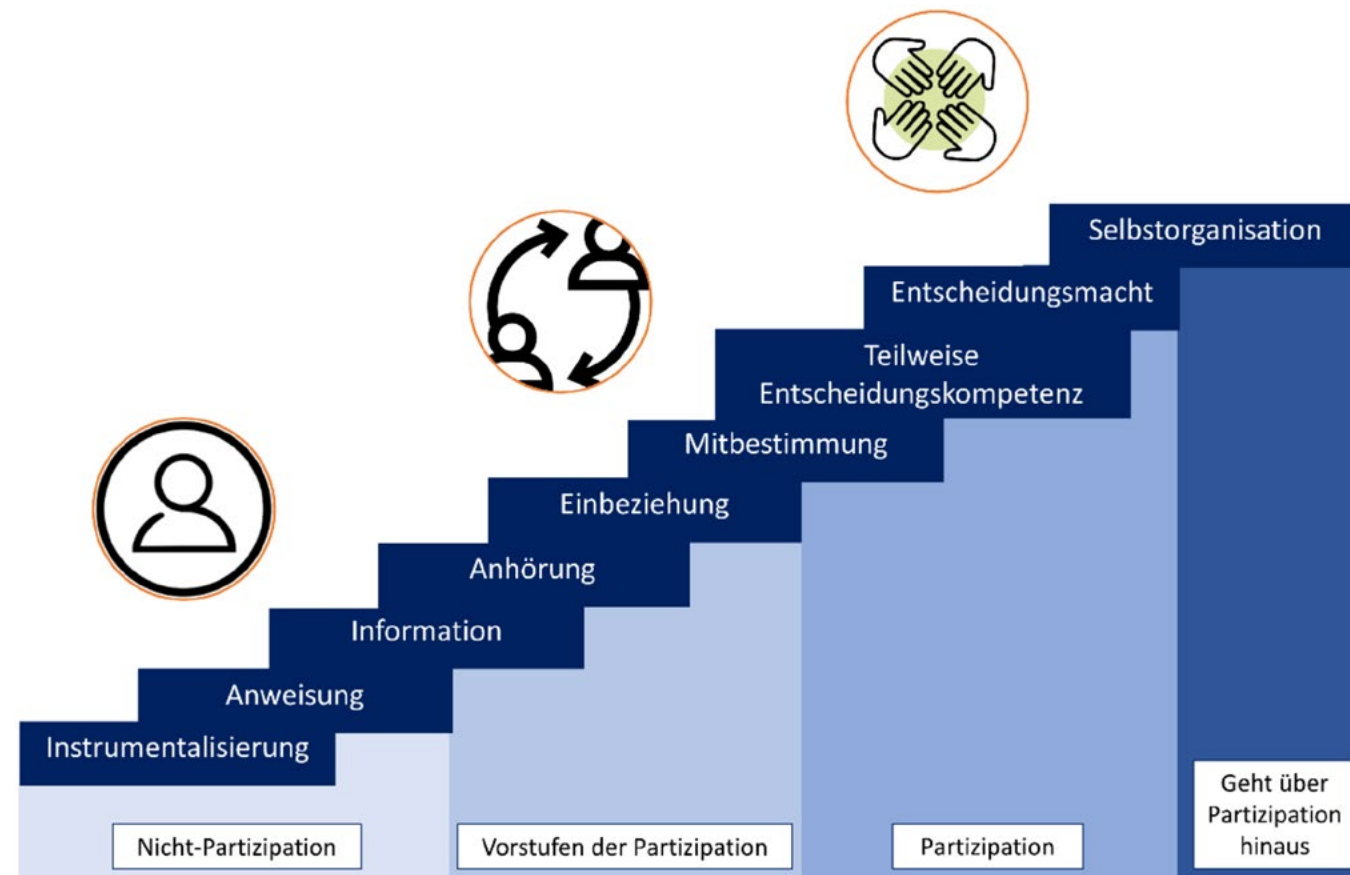 Selbstorganisation
Entscheidungsmacht
Teilweise
Entscheidungskompetenz
Mitbestimmung
Einbeziehung
Anhörung
Information
Anweisung
Instrumentalisierung
Nicht-Partizipation
Vorstufen der Partizipation
Partizipation
Geht über
Partizipation
hinaus